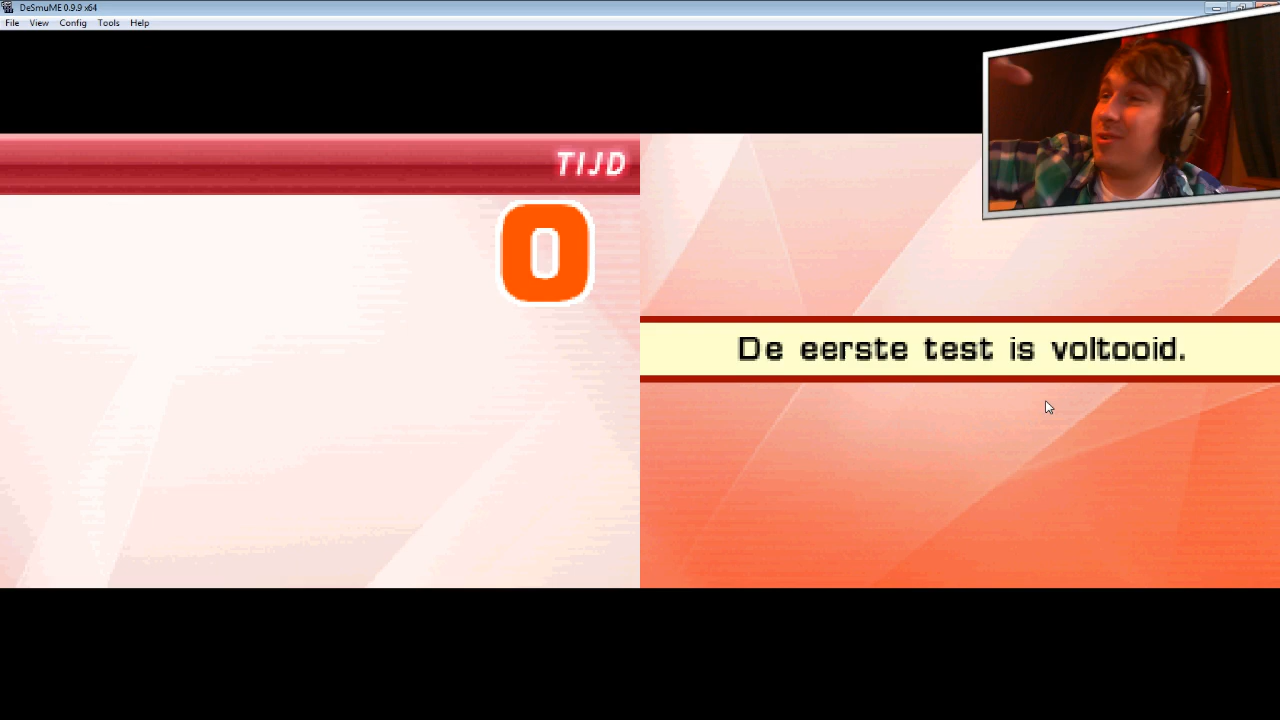 DeSmuME 0.9.9 x64
File View Config Tools Help
TIJD
0
De eerste test is voltooid.